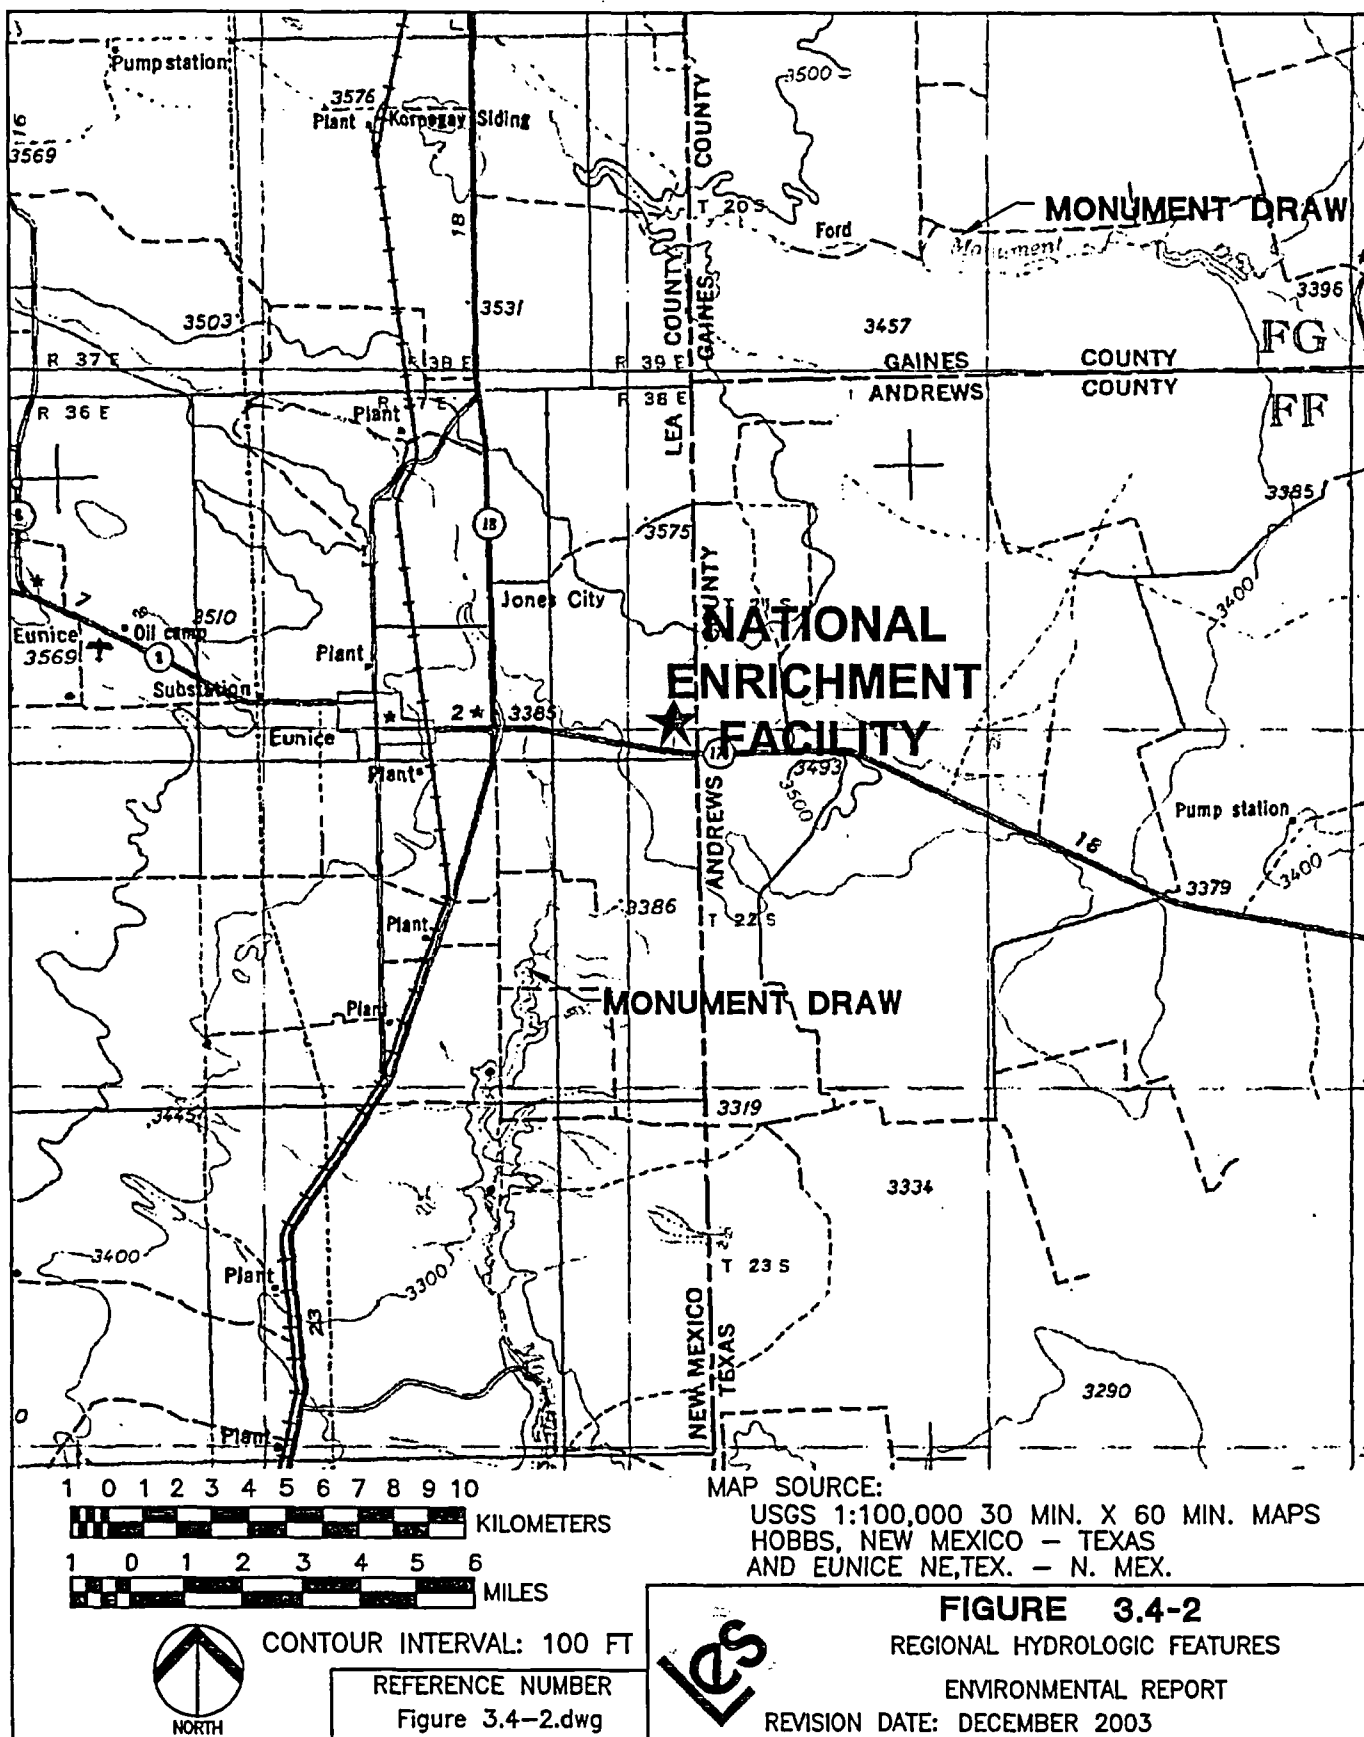 Pump station
3500
COUNTY
16
3569
3576
Plant
Siding
T 20 S
MONUMENT DRAW
18
Ford
Monument
COUNTY
GAINES
3396
3503
3531
3457
FG
R 37 E
R 38 E
R 39 E
GAINES COUNTY
ANDREWS COUNTY
R 36 E
R 37 E
R 38 E
FF
Plant
LEA
3385
18
3575
COUNTY
3400
Jones City
3510
Oil camp
8
Eunice
3569
Plant
NATIONAL
ENRICHMENT
FACILITY
Substation
2
3385
Eunice
Plant
3493
3500
ANDREWS
Pump station
18
3400
3379
3386
T 22 S
Plant
MONUMENT DRAW
Plant
3445
3319
3334
3400
Plant
3300
T 23 S
23
NEW MEXICO
TEXAS
3290
0
Plant
1 0 1 2 3 4 5 6 7 8 9 10
KILOMETERS
1 0 1 2 3 4 5 6
MILES
MAP SOURCE:
USGS 1:100,000 30 MIN. X 60 MIN. MAPS
HOBBS, NEW MEXICO – TEXAS
AND EUNICE NE,TEX. – N. MEX.
NORTH
CONTOUR INTERVAL: 100 FT
REFERENCE NUMBER
Figure 3.4–2.dwg
Les
FIGURE 3.4-2
REGIONAL HYDROLOGIC FEATURES
ENVIRONMENTAL REPORT
REVISION DATE: DECEMBER 2003